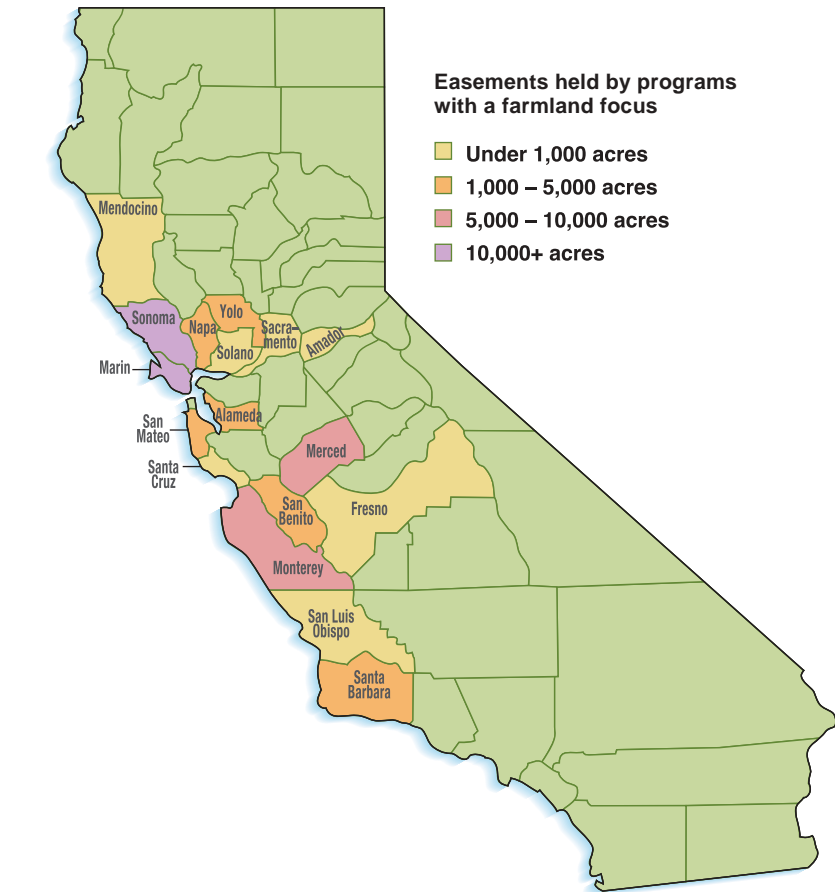 Easements held by programs
with a farmland focus
Under 1,000 acres
1,000 – 5,000 acres
5,000 – 10,000 acres
10,000+ acres
Mendocino
Sonoma
Napa
Yolo
Sacra–
mento
Solano
Amador
Marin
Alameda
San
Mateo
Santa
Cruz
Merced
San
Benito
Fresno
Monterey
San Luis
Obispo
Santa
Barbara